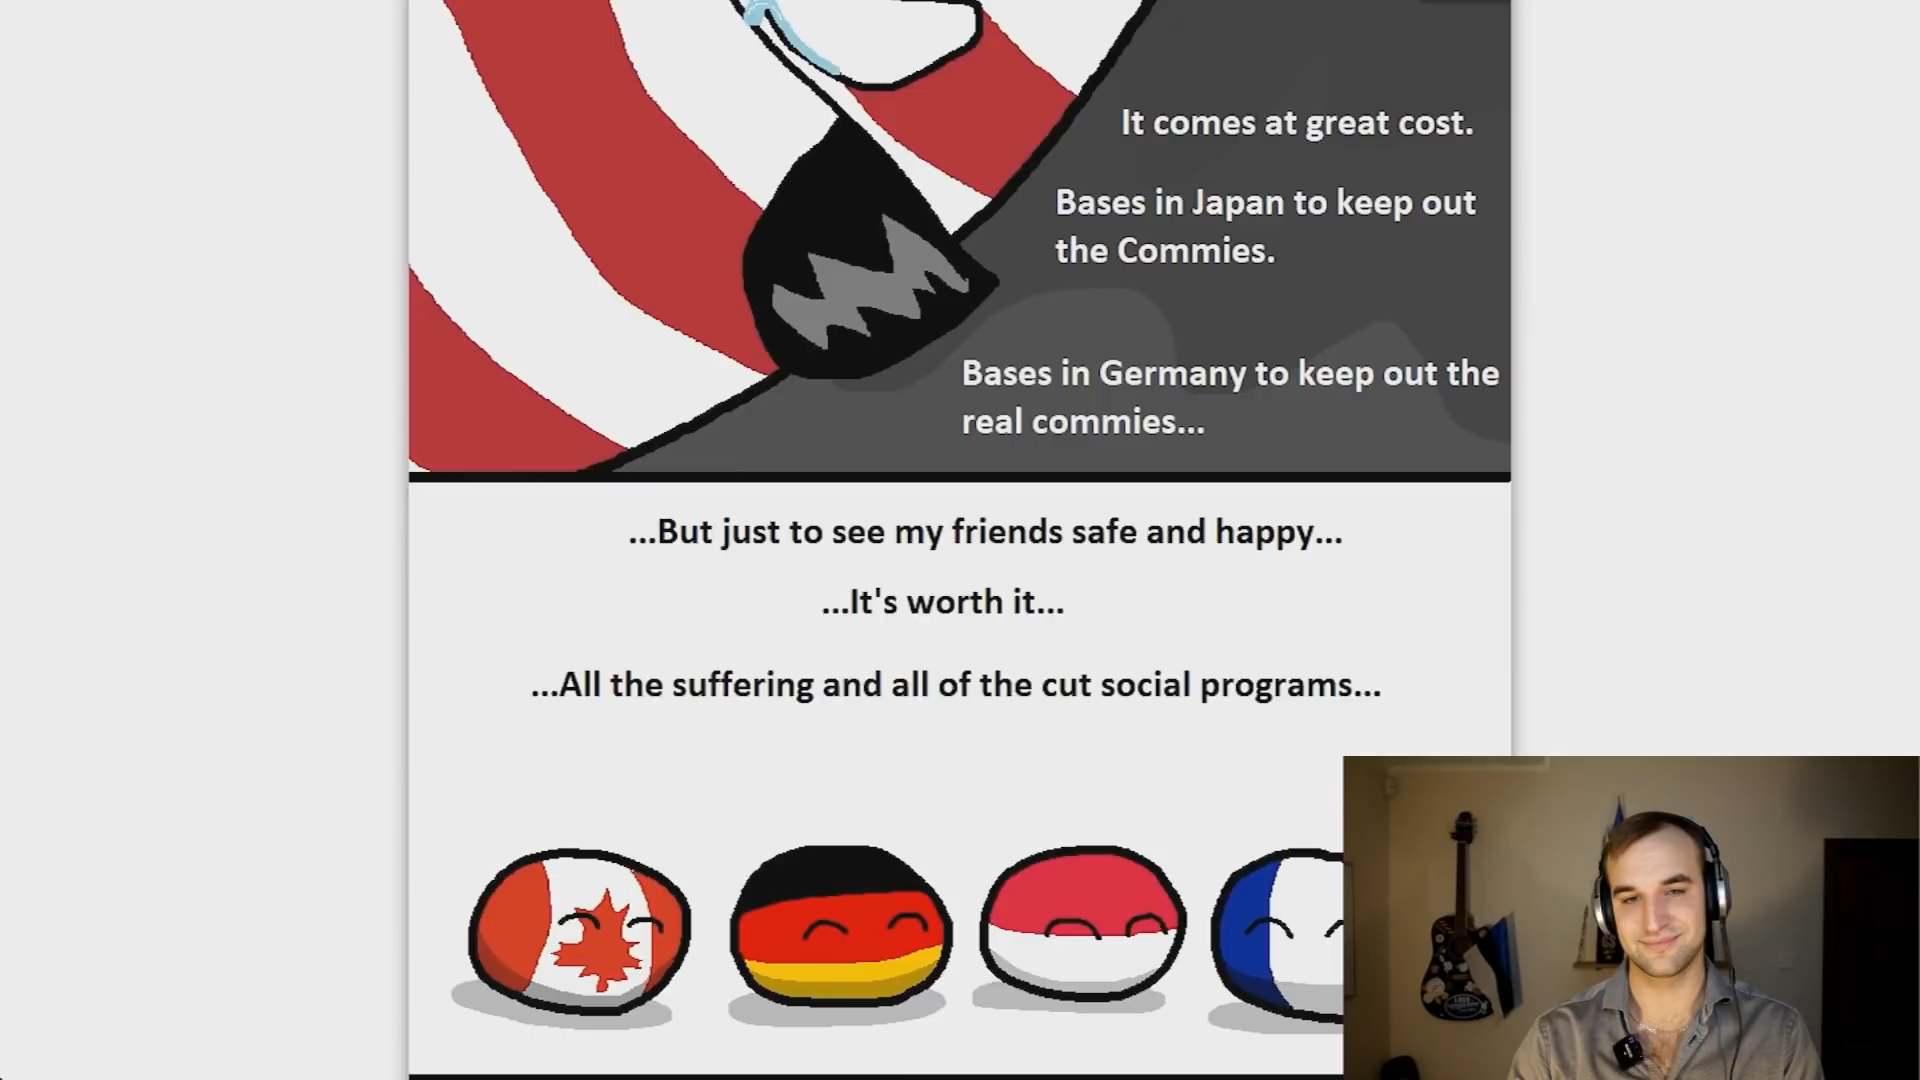 It comes at great cost.
Bases in Japan to keep out
the Commies.
Bases in Germany to keep out the
real commies...
...But just to see my friends safe and happy...
...It's worth it...
...All the suffering and all of the cut social programs...